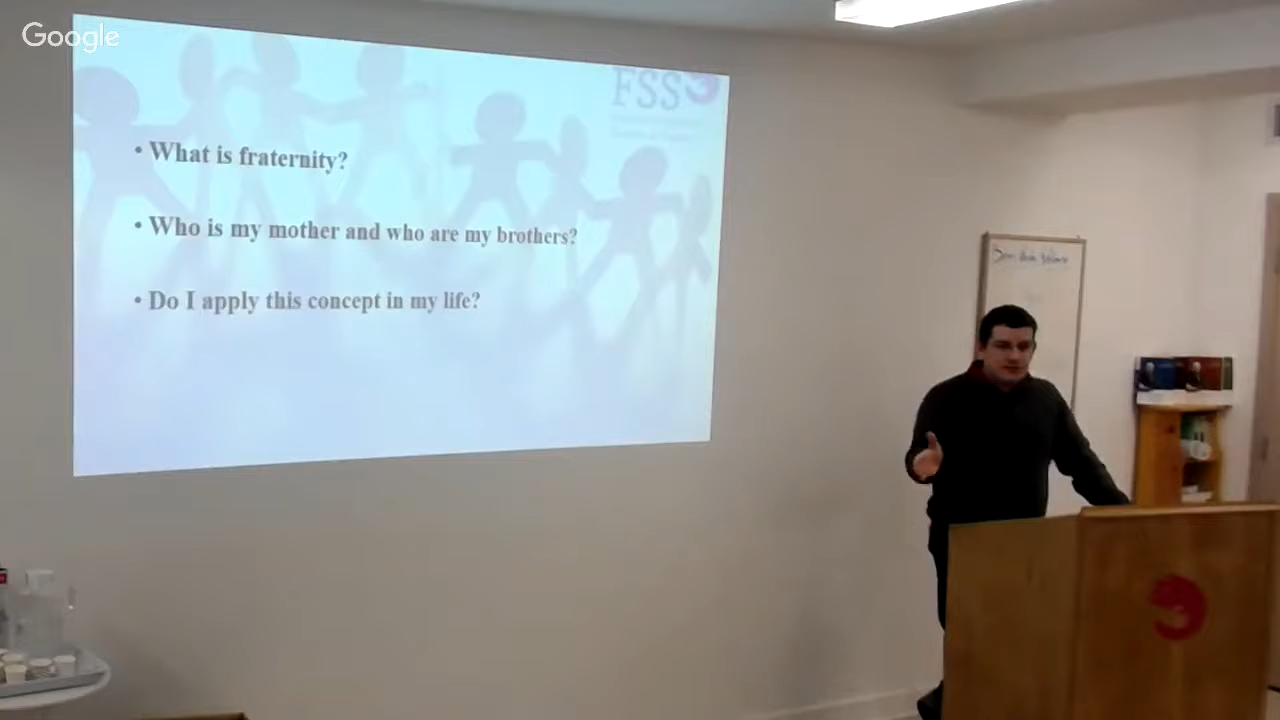 Google
FSS
• What is fraternity?
• Who is my mother and who are my brothers?
• Do I apply this concept in my life?